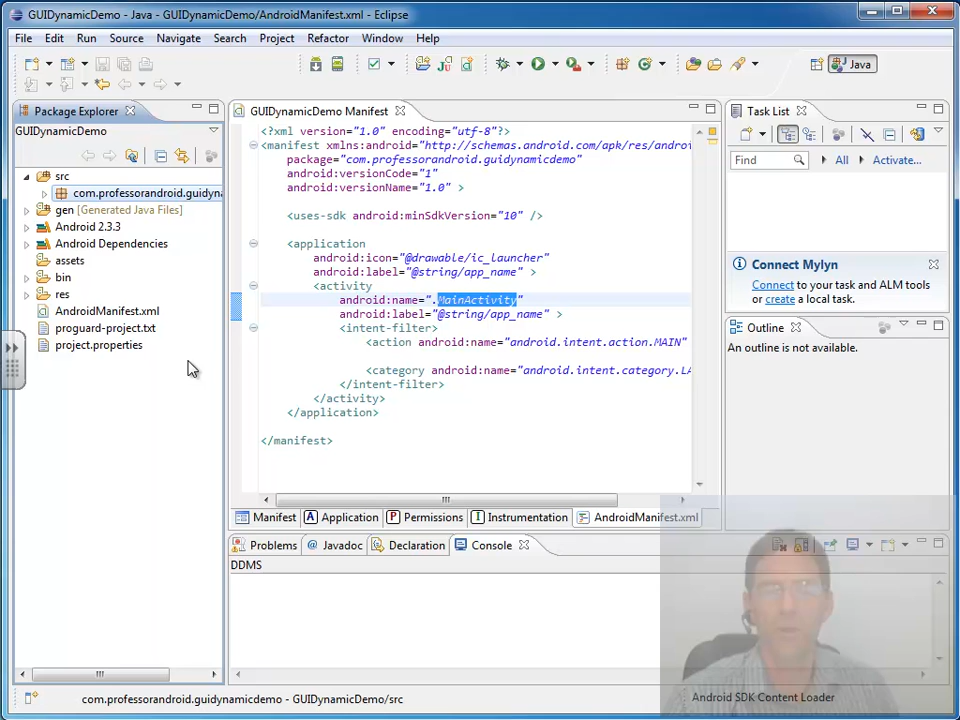 GUIDynamicDemo - Java - GUIDynamicDemo/AndroidManifest.xml - Eclipse
File Edit Run Source Navigate Search Project Refactor Window Help
Java
Package Explorer
GUIDynamicDemo
src
com.professorandroid.guidyna
gen [Generated Java Files]
Android 2.3.3
Android Dependencies
assets
bin
res
AndroidManifest.xml
proguard-project.txt
project.properties
GUIDynamicDemo Manifest
<?xml version="1.0" encoding="utf-8"?>
<manifest xmlns:android="http://schemas.android.com/apk/res/andro
package="com.professorandroid.guidynamicdemo"
android:versionCode="1"
android:versionName="1.0" >
<uses-sdk android:minSdkVersion="10" />
<application
android:icon="@drawable/ic_launcher"
android:label="@string/app_name" >
<activity
android:name=".MainActivity"
android:label="@string/app_name" >
<intent-filter>
<action android:name="android.intent.action.MAIN"
<category android:name="android.intent.category.LA
</intent-filter>
</activity>
</application>
</manifest>
Manifest Application Permissions Instrumentation AndroidManifest.xml
Task List
Find All Activate...
Connect Mylyn
Connect to your task and ALM tools
or create a local task.
Outline
An outline is not available.
Problems Javadoc Declaration Console
DDMS
com.professorandroid.guidynamicdemo - GUIDynamicDemo/src
Android SDK Content Loader